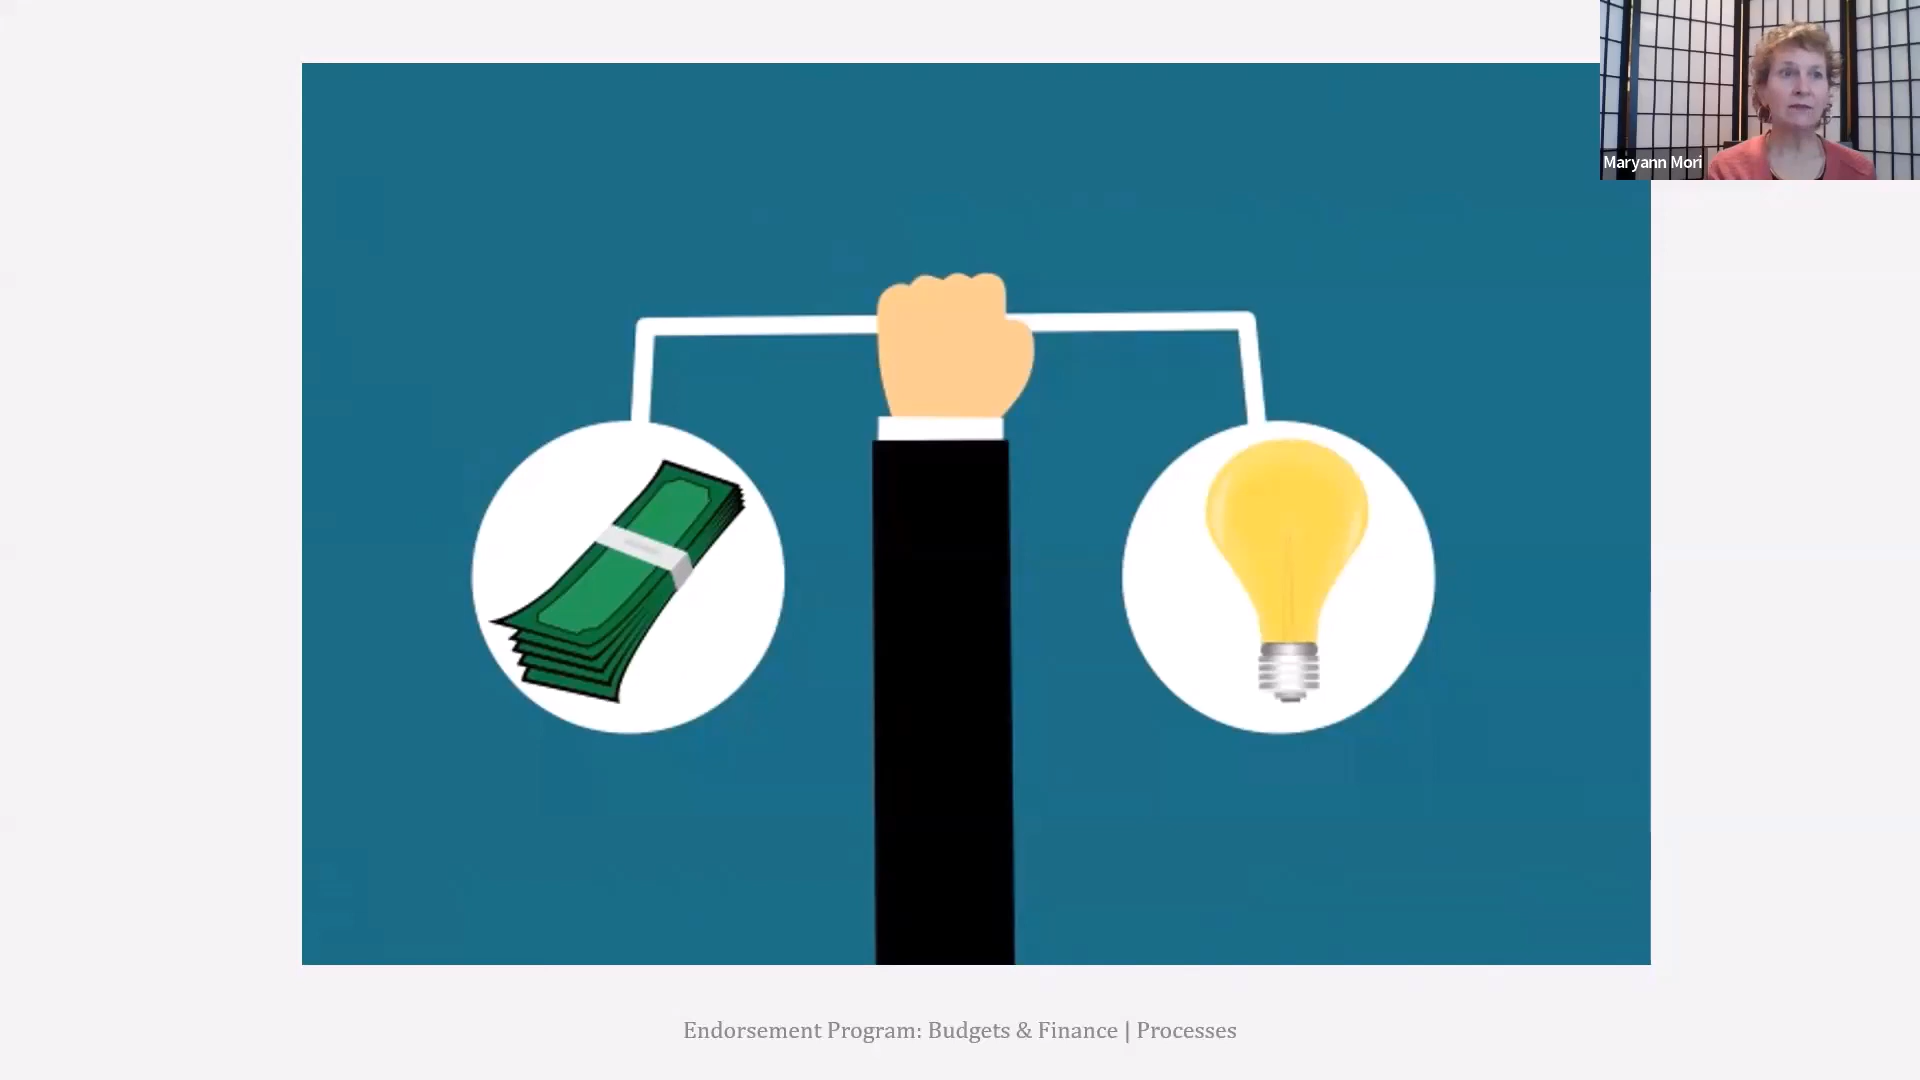 Maryann Mori
Endorsement Program: Budgets & Finance | Processes